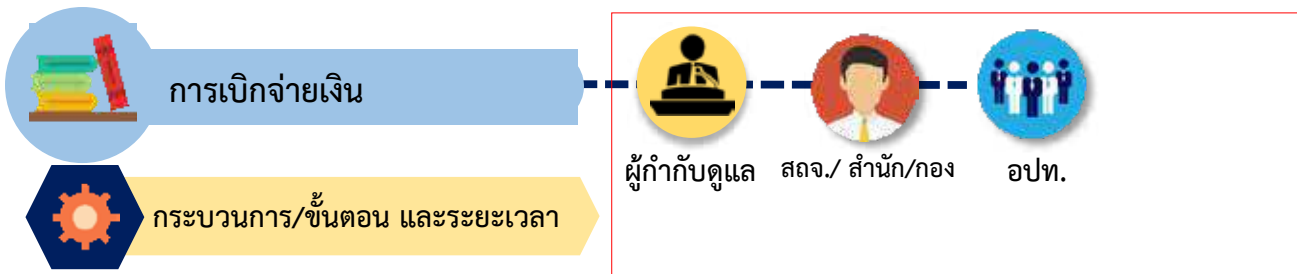 การเบิกจ่ายเงิน
ผู้กำกับดูแล สถจ./ สำนัก/กอง อปท.
กระบวนการ/ขั้นตอน และระยะเวลา